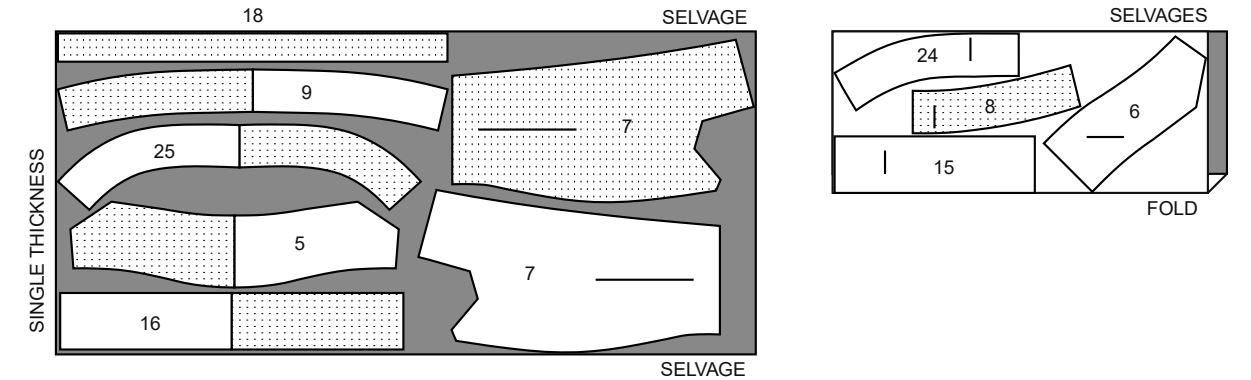 18
SELVAGE
9
7
25
SINGLE THICKNESS
5
7
16
SELVAGE
SELVAGES
24
8
6
15
FOLD